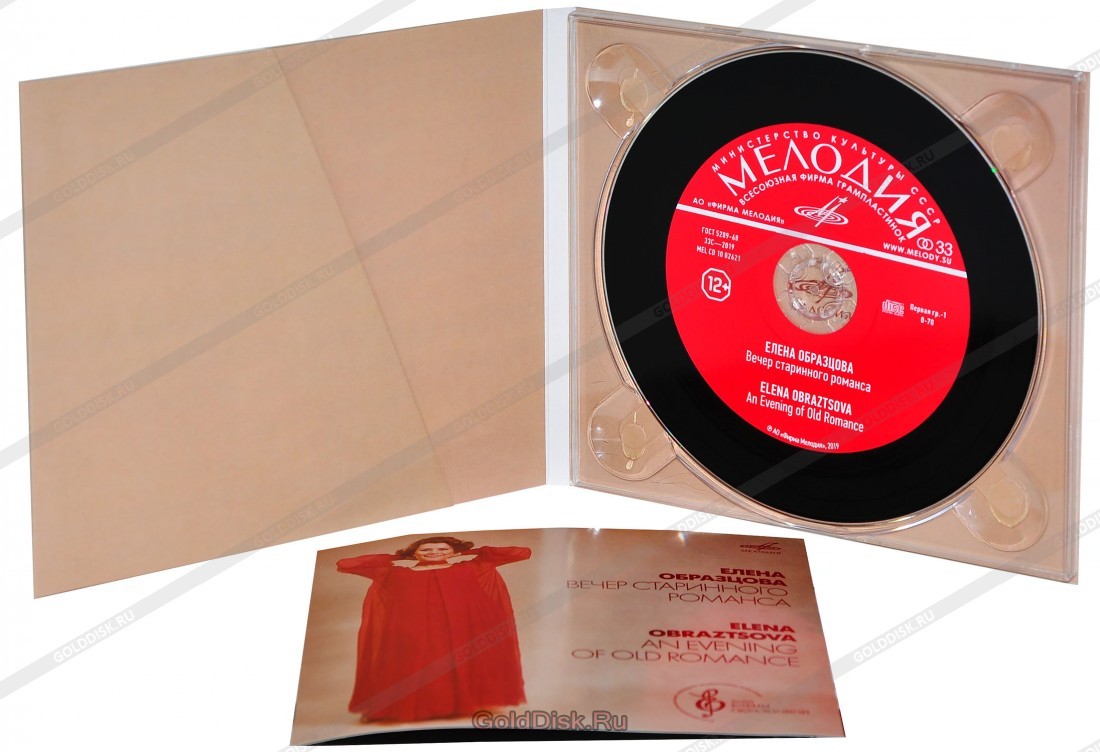 МИНИСТЕРСТВО КУЛЬТУРЫ СССР
МЕЛОДИЯ
ВСЕСОЮЗНАЯ ФИРМА ГРАМПЛАСТИНОК
АО «ФИРМА МЕЛОДИЯ»
33
WWW.MELODY.SU
ГОСТ 5289-68
33С—2019
MEL CD 10 02621
12+
Первая гр.-1
0-70
ЕЛЕНА ОБРАЗЦОВА
Вечер старинного романса
ELENA OBRAZTSOVA
An Evening of Old Romance
℗ АО «Фирма Мелодия», 2019
МЕЛОДИЯ
ЕЛЕНА
ОБРАЗЦОВА
ВЕЧЕР СТАРИННОГО
РОМАНСА
ELENA
OBRAZTSOVA
AN EVENING
OF OLD ROMANCE
GoldDisk.Ru
GOLDDISK.RU